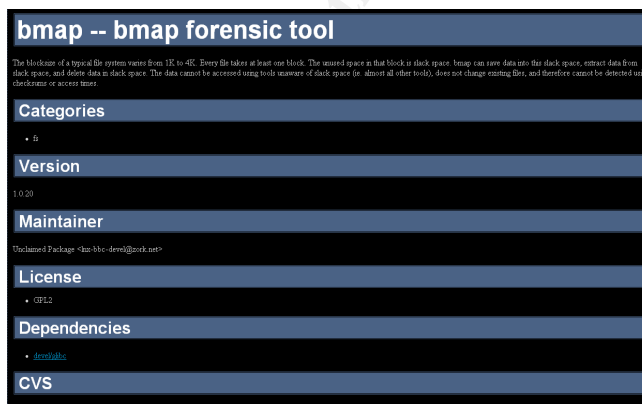 bmap -- bmap forensic tool
The blocksize of a typical file system varies from 1K to 4K. Every file takes at least one block. The unused space in that block is slack space. bmap can save data into this slack space, extract data from
slack space, and delete data in slack space. The data cannot be accessed using tools unaware of slack space (ie. almost all other tools), does not change existing files, and therefore cannot be detected usi
checksums or access times.
Categories
• fs
Version
1.0.20
Maintainer
Unclaimed Package <lnx-bbc-devel@zork.net>
License
• GPL2
Dependencies
• devel/glibc
CVS